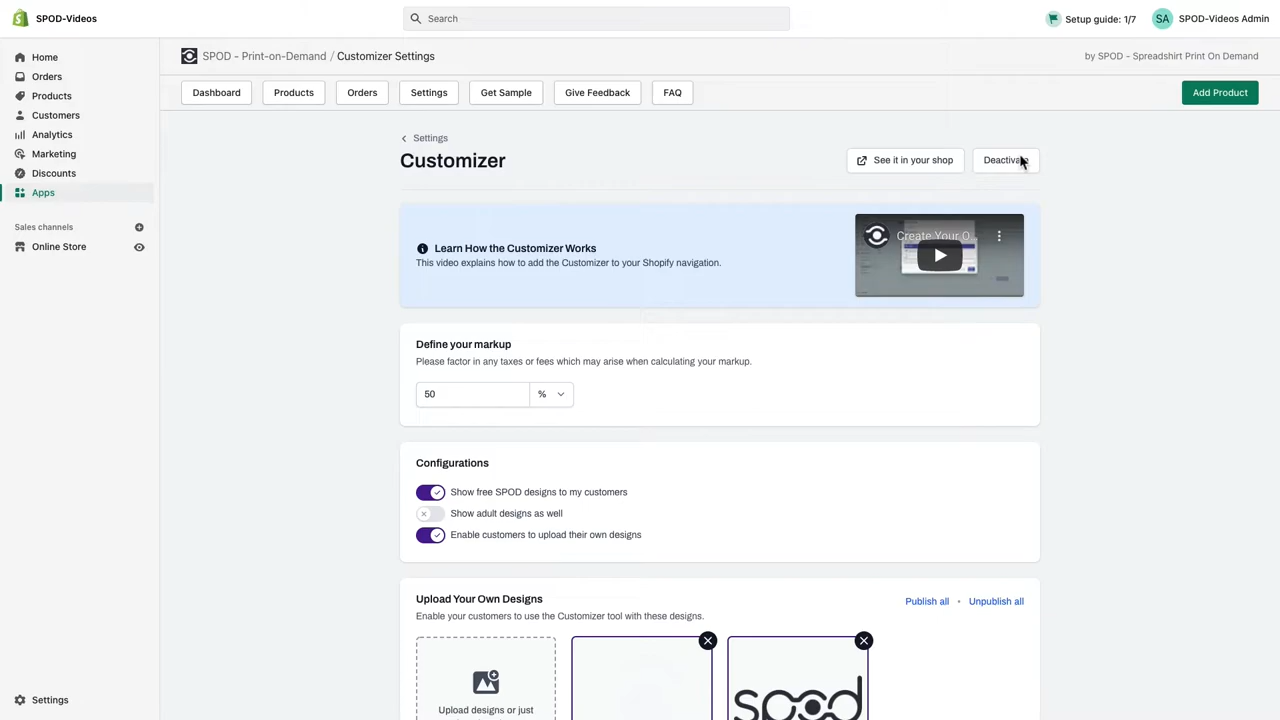 SPOD-Videos
Search
Setup guide: 1/7
SA
SPOD-Videos Admin
Home
Orders
Products
Customers
Analytics
Marketing
Discounts
Apps
Sales channels
Online Store
Settings
SPOD - Print-on-Demand / Customizer Settings
by SPOD - Spreadshirt Print On Demand
Dashboard
Products
Orders
Settings
Get Sample
Give Feedback
FAQ
Add Product
Settings
Customizer
See it in your shop
Deactivate
Learn How the Customizer Works
This video explains how to add the Customizer to your Shopify navigation.
Create Your O...
Define your markup
Please factor in any taxes or fees which may arise when calculating your markup.
50
%
Configurations
Show free SPOD designs to my customers
Show adult designs as well
Enable customers to upload their own designs
Upload Your Own Designs
Publish all • Unpublish all
Enable your customers to use the Customizer tool with these designs.
Upload designs or just
spod